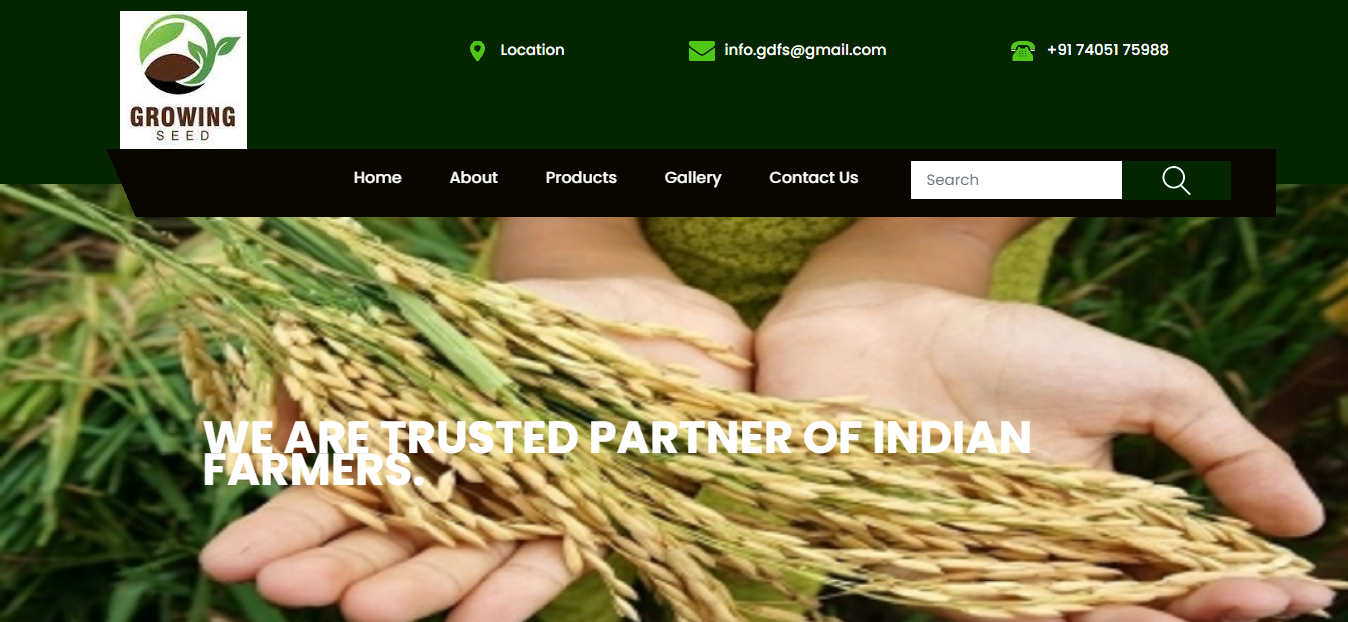 GROWING
SEED
Location
info.gdfs@gmail.com
+91 74051 75988
Home
About
Products
Gallery
Contact Us
Search
WE ARE TRUSTED PARTNER OF INDIAN
FARMERS.